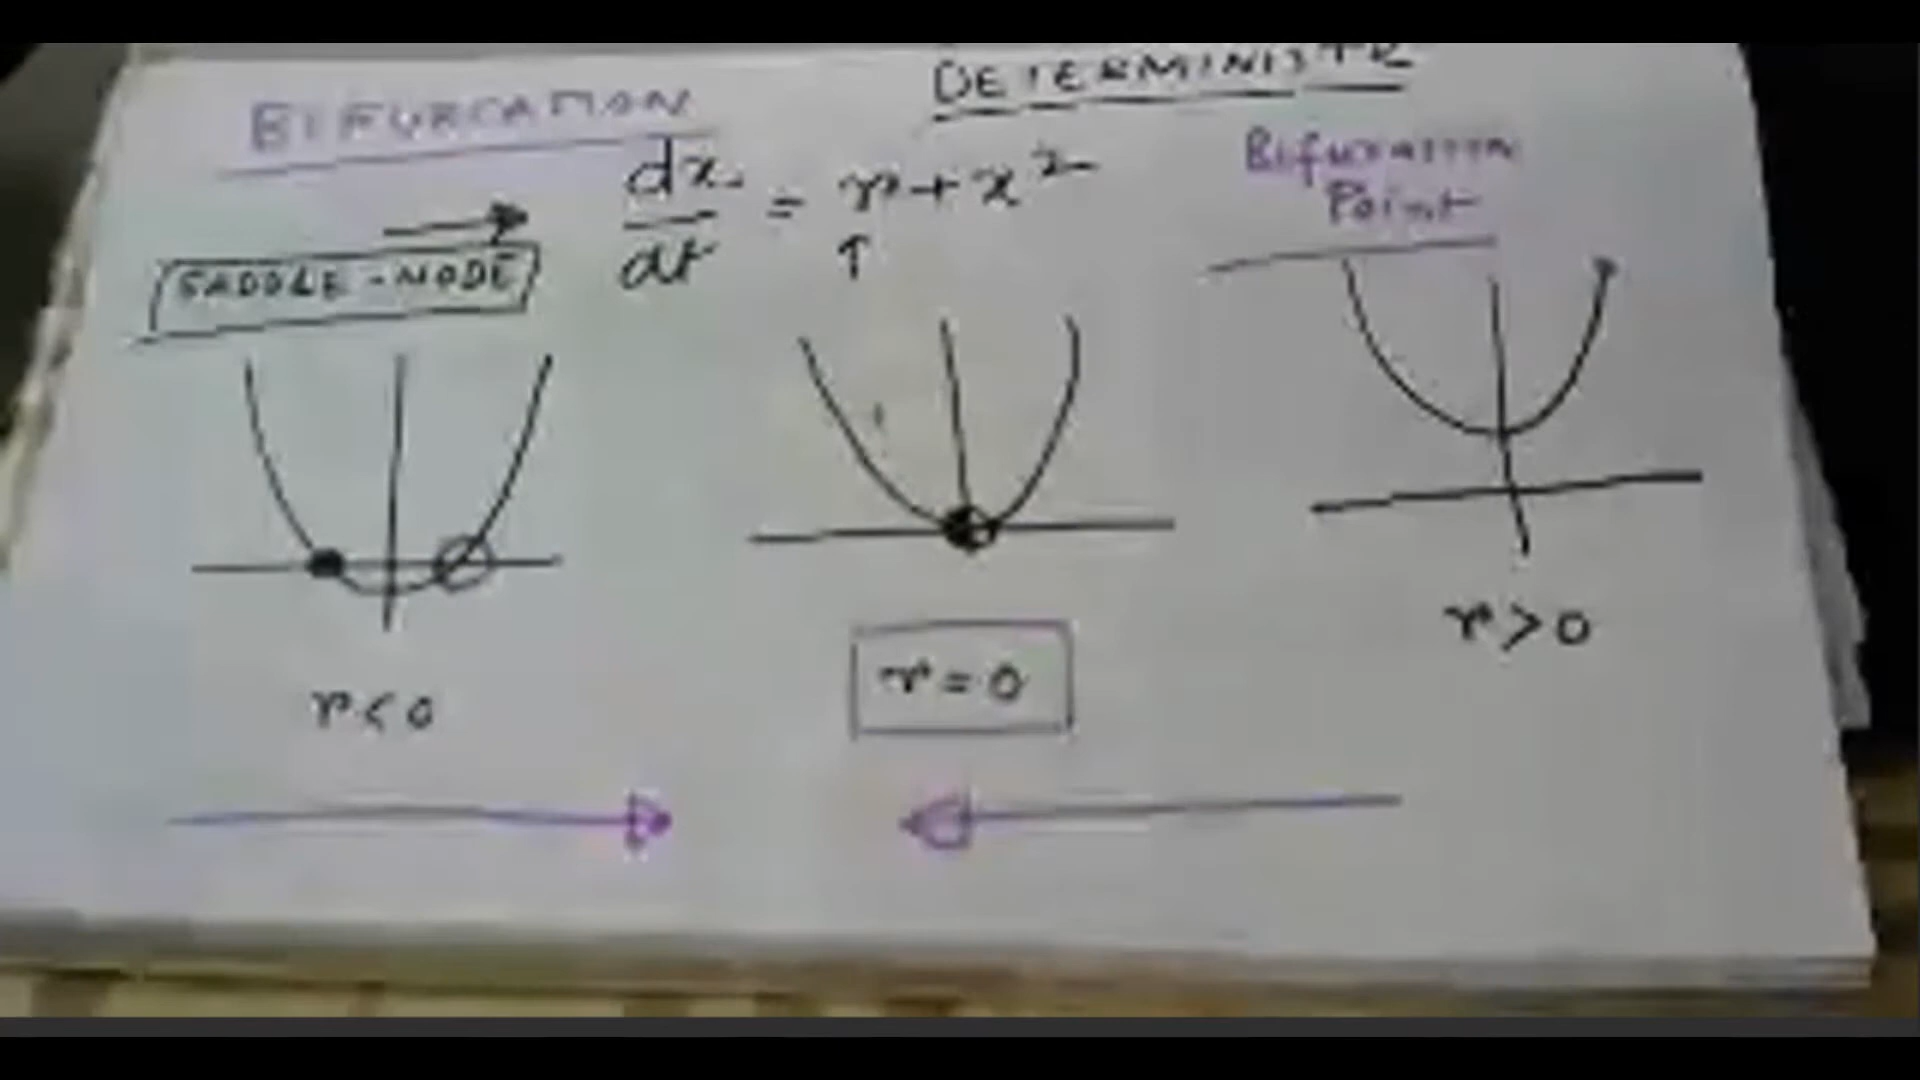 DETERMINISTIC
BIFURCATION
Bifurcation
Point
dx/dt = r + x²
↑
SADDLE-NODE
r < 0
r = 0
r > 0